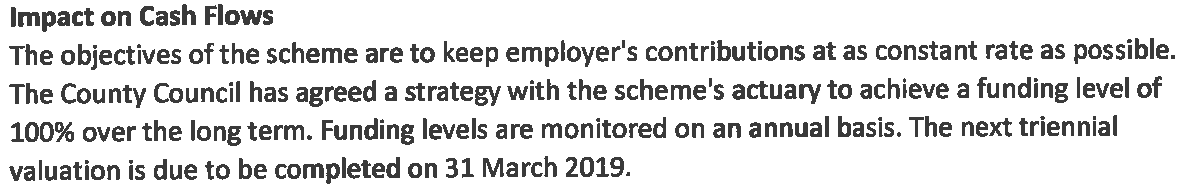 Impact on Cash Flows
The objectives of the scheme are to keep employer's contributions at as constant rate as possible.
The County Council has agreed a strategy with the scheme's actuary to achieve a funding level of
100% over the long term. Funding levels are monitored on an annual basis. The next triennial
valuation is due to be completed on 31 March 2019.